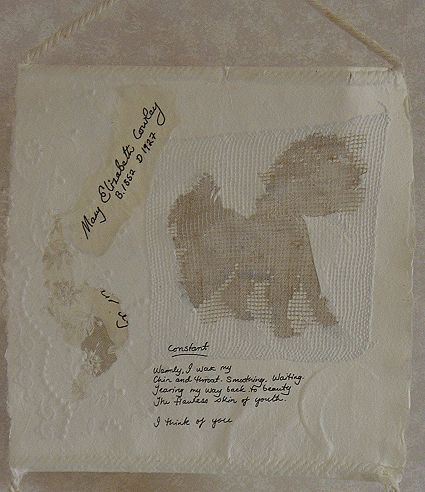 Mary Elizabeth Cowley
B. 1852 D 1927
Constant
Warmly, I wax my
Chin and throat. Smoothing. Waiting.
Tearing my way back to beauty
The flawless skin of youth.
I think of you